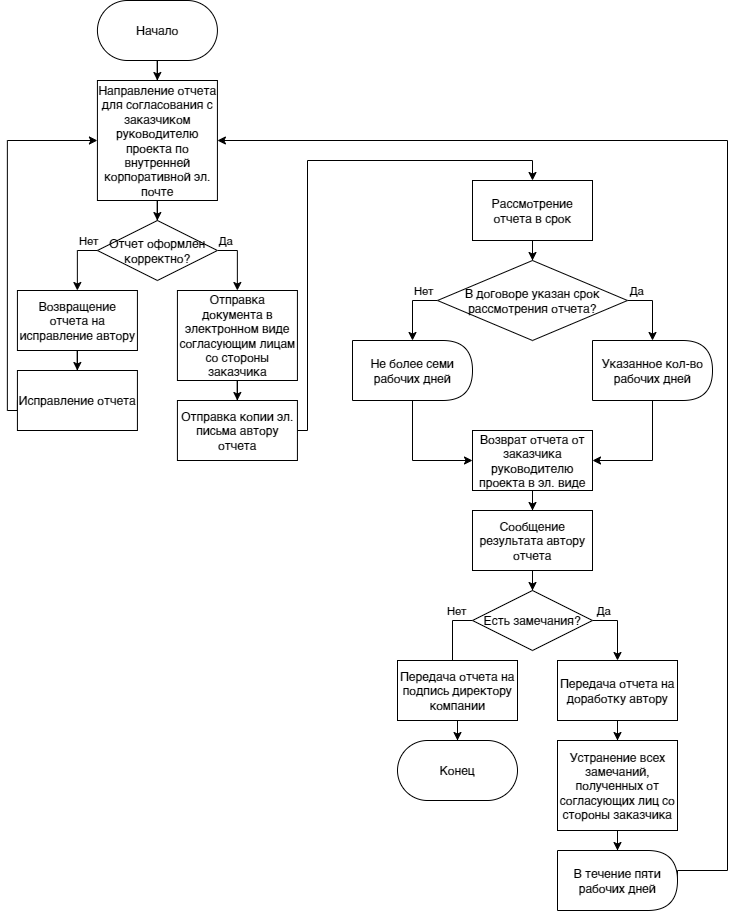 Начало
Направление отчета
для согласования с
заказчиком
руководителю
проекта по
внутренней
корпоративной эл.
почте
Нет
Отчет оформлен
корректно?
Да
Возвращение
отчета на
исправление автору
Исправление отчета
Отправка
документа в
электронном виде
согласующим лицам
со стороны
заказчика
Отправка копии эл.
письма автору
отчета
Рассмотрение
отчета в срок
Нет
В договоре указан срок
рассмотрения отчета?
Да
Не более семи
рабочих дней
Указанное кол-во
рабочих дней
Возврат отчета от
заказчика
руководителю
проекта в эл. виде
Сообщение
результата автору
отчета
Нет
Есть замечания?
Да
Передача отчета на
подпись директору
компании
Конец
Передача отчета на
доработку автору
Устранение всех
замечаний,
полученных от
согласующих лиц со
стороны заказчика
В течение пяти
рабочих дней